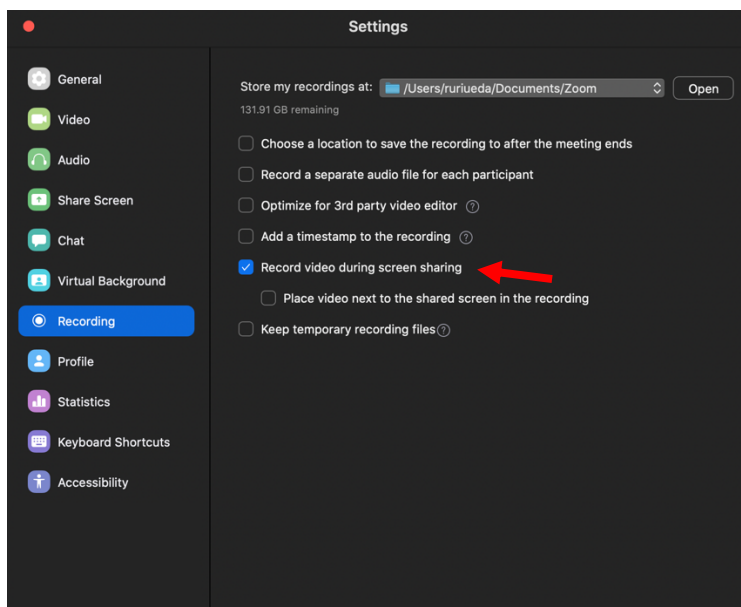 Settings
General
Video
Audio
Share Screen
Chat
Virtual Background
Recording
Profile
Statistics
Keyboard Shortcuts
Accessibility
Store my recordings at: /Users/ruriueda/Documents/Zoom Open
131.91 GB remaining
Choose a location to save the recording to after the meeting ends
Record a separate audio file for each participant
Optimize for 3rd party video editor ?
Add a timestamp to the recording ?
Record video during screen sharing
Place video next to the shared screen in the recording
Keep temporary recording files ?